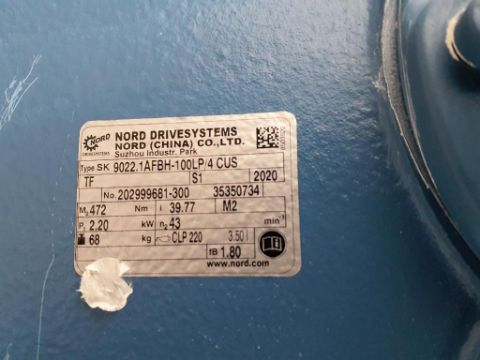 NORD DRIVESYSTEMS
NORD (CHINA) CO.,LTD.
Suzhou Industr. Park
Type SK 9022.1AFBH-100LP/4 CUS
TF S1 2020
No. 202999681-300 35350734
M₂ 472 Nm i 39.77 M2
P₁ 2.20 kW n₂ 43 min⁻¹
68 kg CLP 220 3.50 l
fB 1.80
www.nord.com